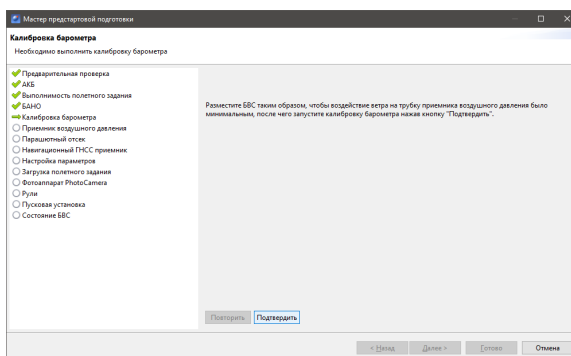 Мастер предстартовой подготовки
Калибровка барометра
Необходимо выполнить калибровку барометра
Предварительная проверка
АКБ
Выполнимость полетного задания
БАНО
Калибровка барометра
Приемник воздушного давления
Парашютный отсек
Навигационный ГНСС приемник
Настройка параметров
Загрузка полетного задания
Фотоаппарат PhotoCamera
Рули
Пусковая установка
Состояние БВС
Разместите БВС таким образом, чтобы воздействие ветра на трубку приемника воздушного давления было
минимальным, после чего запустите калибровку барометра нажав кнопку "Подтвердить".
Повторить Подтвердить
< Назад Далее > Готово Отмена